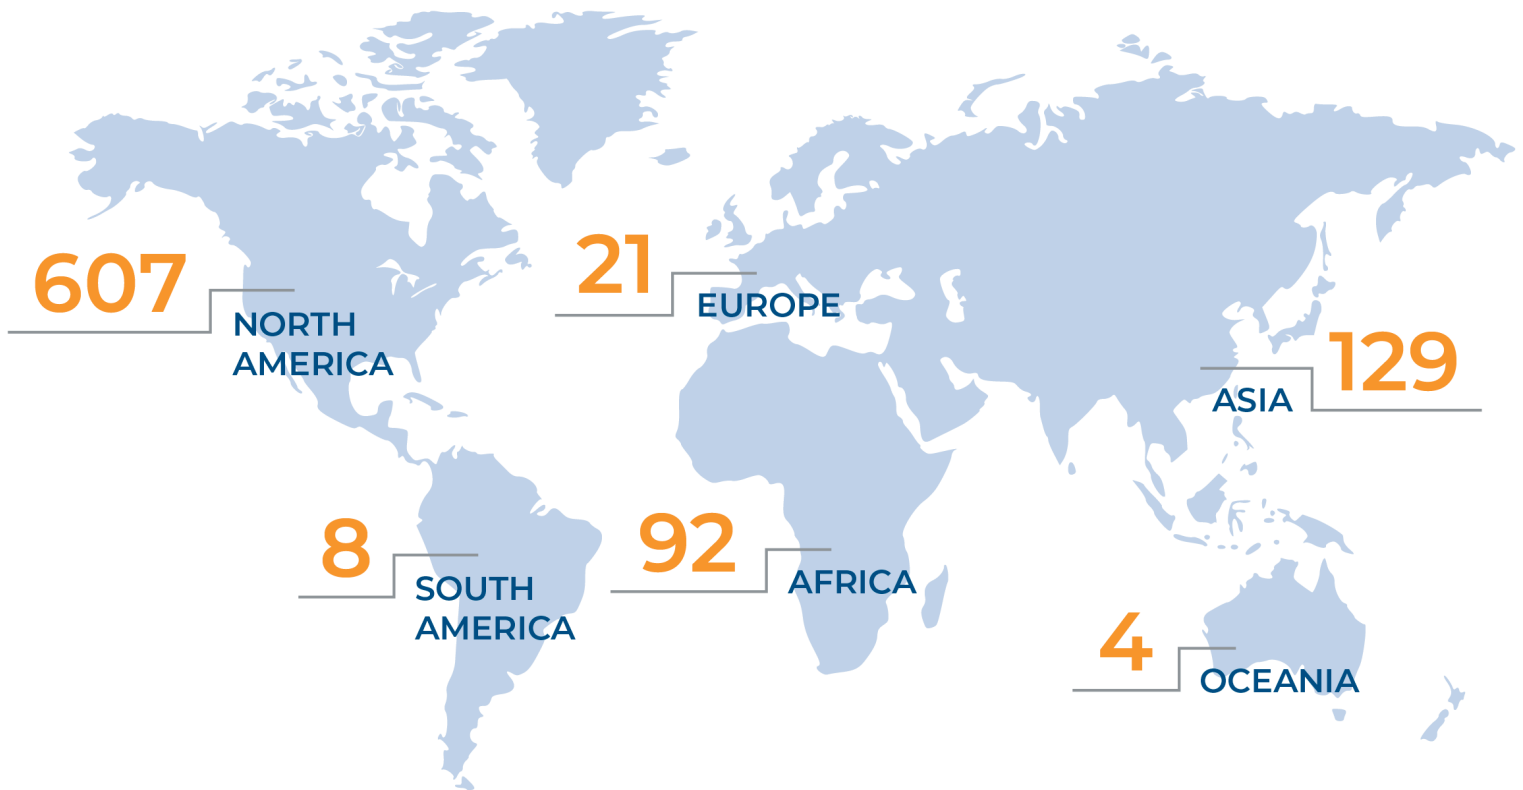 607
NORTH
AMERICA
21
EUROPE
129
ASIA
8
SOUTH
AMERICA
92
AFRICA
4
OCEANIA